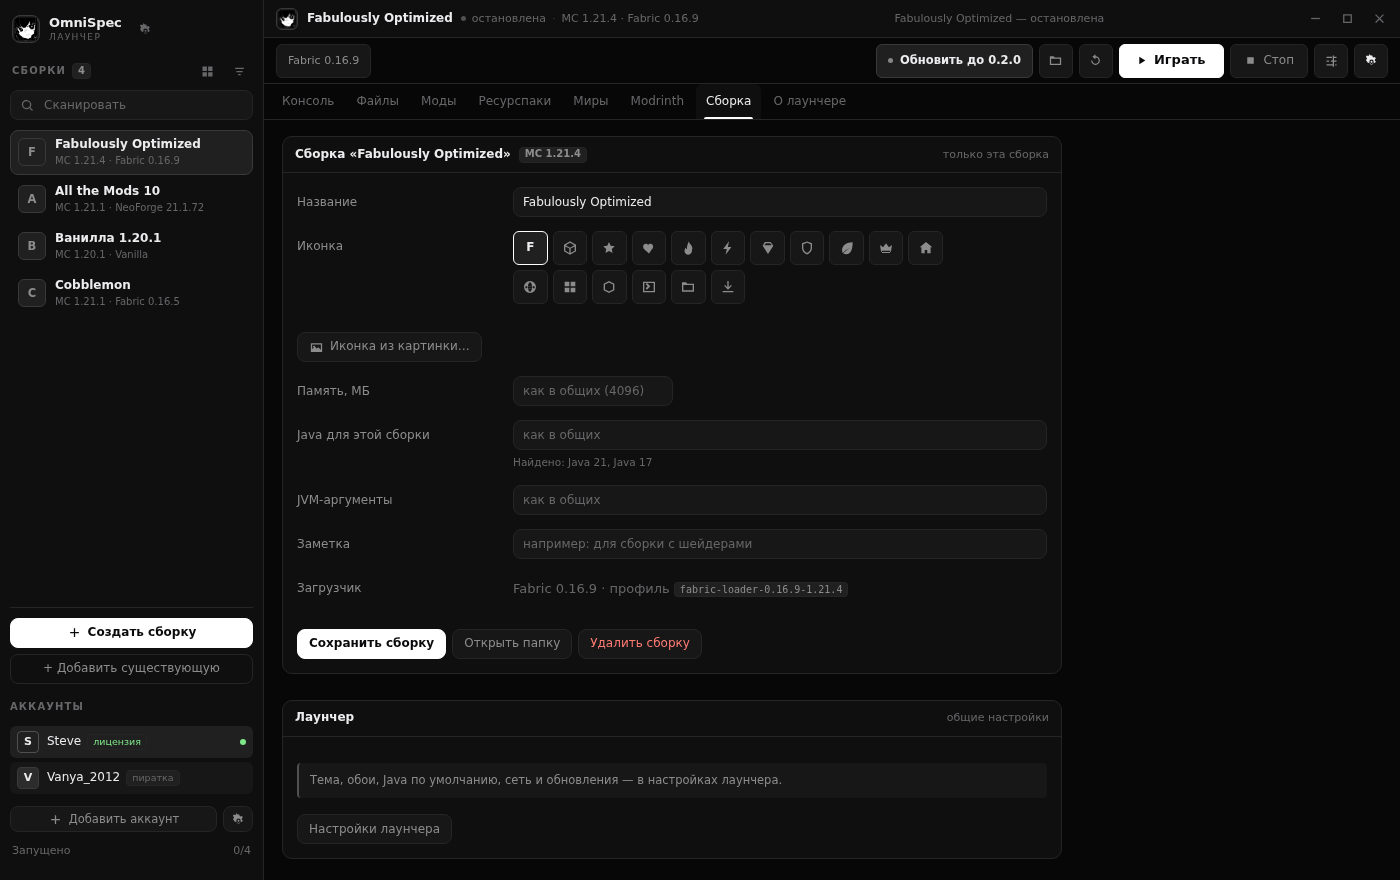 OmniSpec
ЛАУНЧЕР
СБОРКИ 4
Сканировать
F Fabulously Optimized
MC 1.21.4 · Fabric 0.16.9
A All the Mods 10
MC 1.21.1 · NeoForge 21.1.72
B Ванилла 1.20.1
MC 1.20.1 · Vanilla
C Cobblemon
MC 1.21.1 · Fabric 0.16.5
+ Создать сборку
+ Добавить существующую
АККАУНТЫ
S Steve лицензия
V Vanya_2012 пиратка
+ Добавить аккаунт
Запущено 0/4
Fabulously Optimized остановлена · MC 1.21.4 · Fabric 0.16.9 Fabulously Optimized — остановлена
Fabric 0.16.9 Обновить до 0.2.0 Играть Стоп
Консоль Файлы Моды Ресурспаки Миры Modrinth Сборка О лаунчере
Сборка «Fabulously Optimized» MC 1.21.4 только эта сборка
Название Fabulously Optimized
Иконка F
Иконка из картинки...
Память, МБ как в общих (4096)
Java для этой сборки как в общих
Найдено: Java 21, Java 17
JVM-аргументы как в общих
Заметка например: для сборки с шейдерами
Загрузчик Fabric 0.16.9 · профиль fabric-loader-0.16.9-1.21.4
Сохранить сборку Открыть папку Удалить сборку
Лаунчер общие настройки
Тема, обои, Java по умолчанию, сеть и обновления — в настройках лаунчера.
Настройки лаунчера